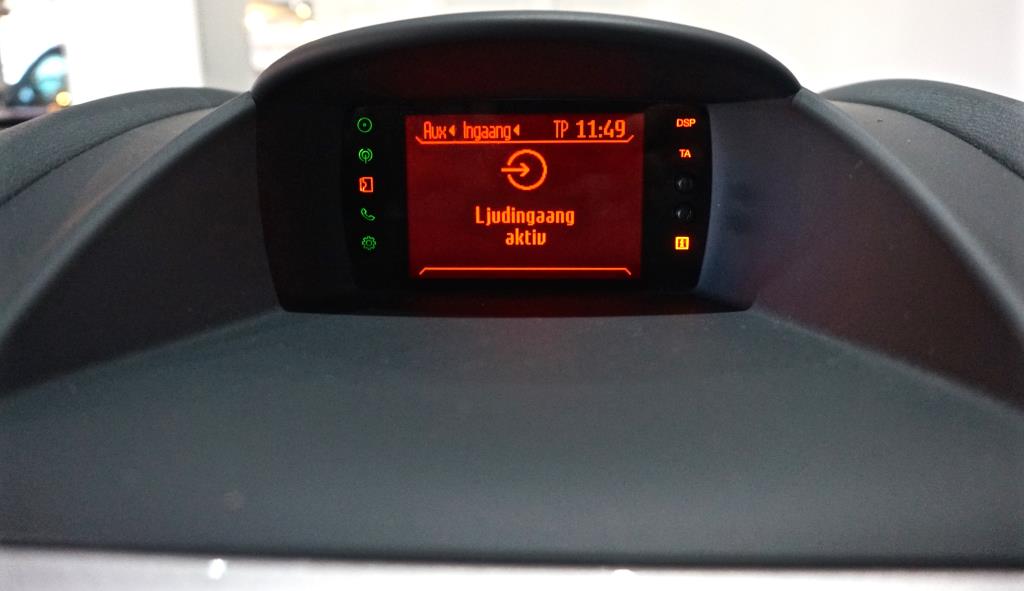 Aux Ingaang TP 11:49
Ljudingaang
aktiv
DSP
TA